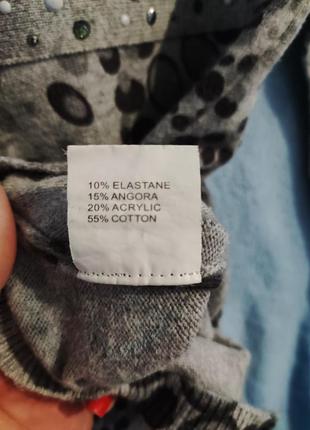 10% ELASTANE
15% ANGORA
20% ACRYLIC
55% COTTON